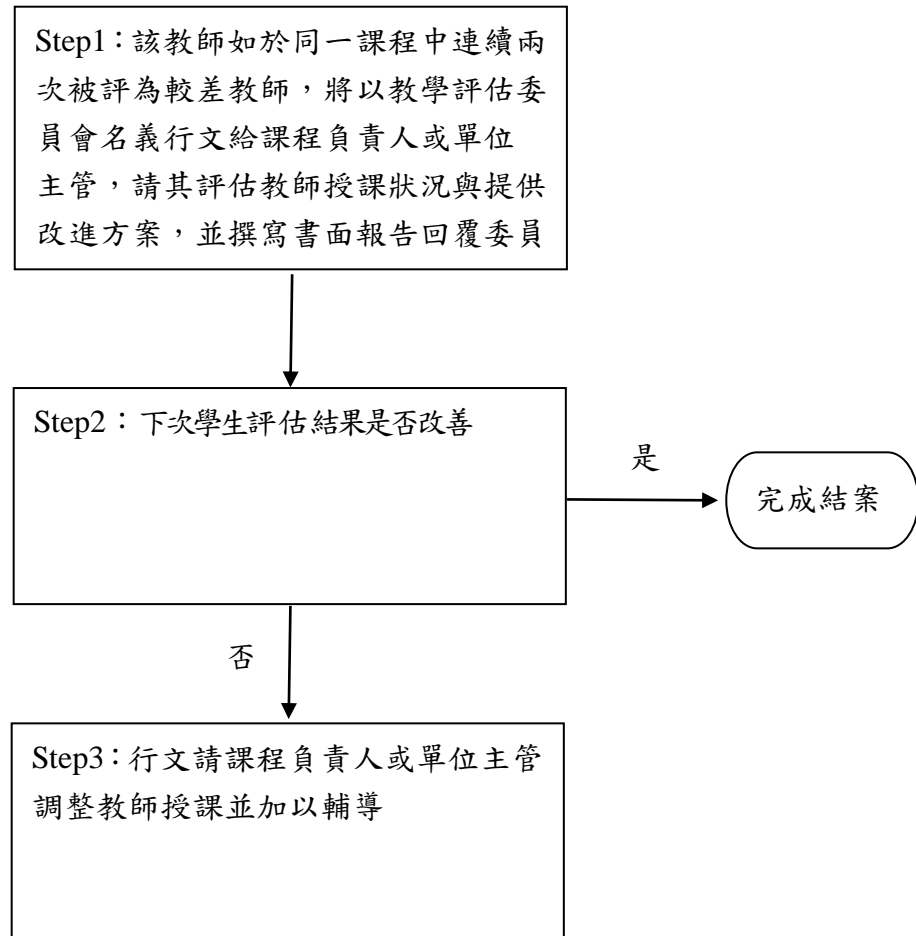 Step1：該教師如於同一課程中連續兩
次被評為較差教師，將以教學評估委
員會名義行文給課程負責人或單位
主管，請其評估教師授課狀況與提供
改進方案，並撰寫書面報告回覆委員
Step2：下次學生評估結果是否改善
是
完成結案
否
Step3：行文請課程負責人或單位主管
調整教師授課並加以輔導